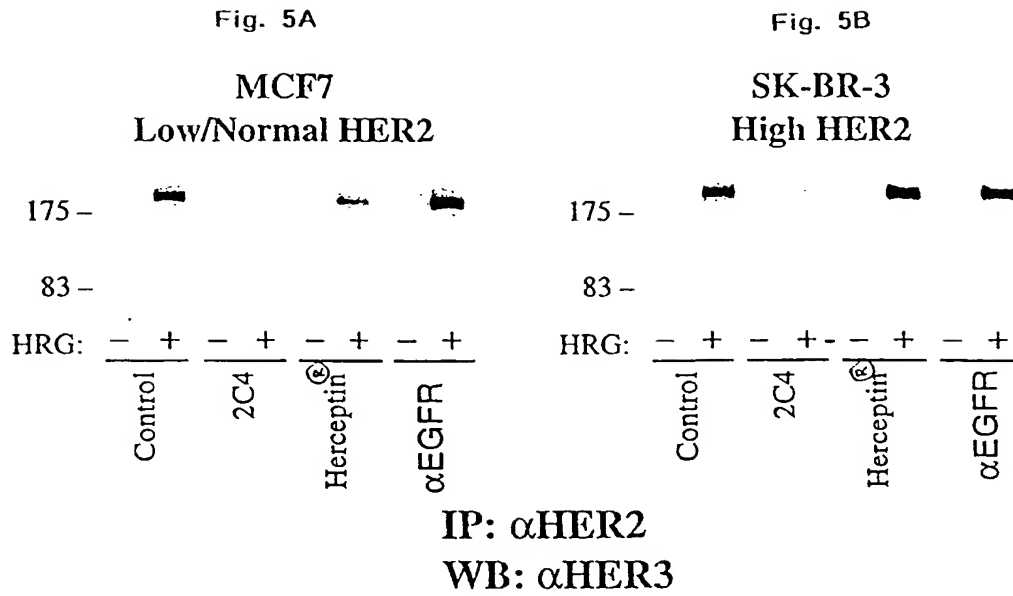 Fig. 5A
MCF7
Low/Normal HER2
175 –
83 –
HRG: – + – + – + – +
Control
2C4
Herceptin®
αEGFR
Fig. 5B
SK-BR-3
High HER2
175 –
83 –
HRG: – + – + – + – +
Control
2C4
Herceptin®
αEGFR
IP: αHER2
WB: αHER3